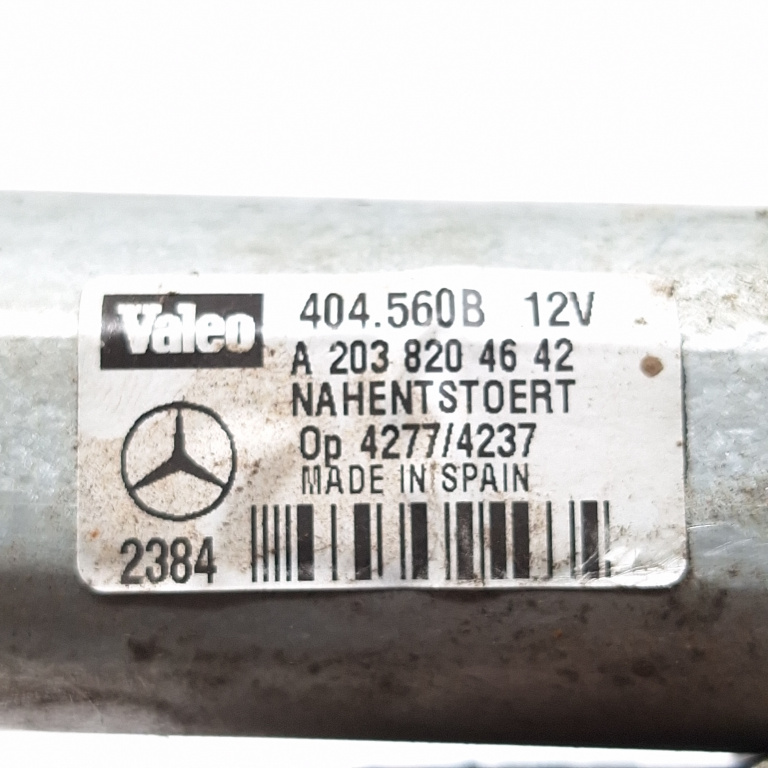 Valeo 404.560B 12V
A 203 820 46 42
NAHENTSTOERT
Op 4277/4237
MADE IN SPAIN
2384